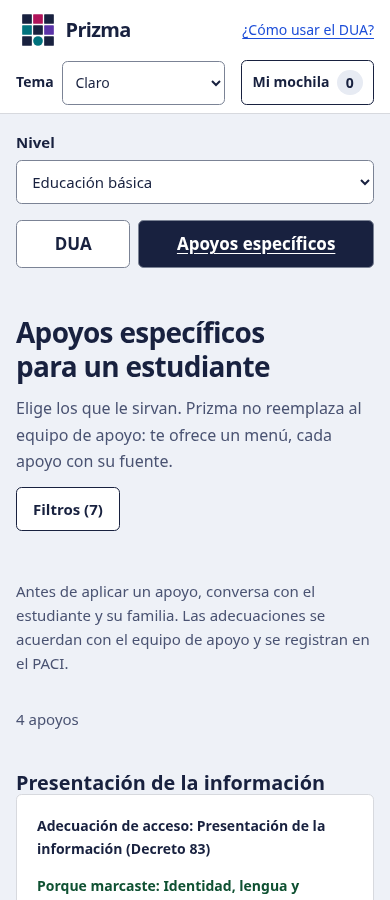 Prizma
¿Cómo usar el DUA?
Tema
Claro
Mi mochila 0
Nivel
Educación básica
DUA
Apoyos específicos
Apoyos específicos
para un estudiante
Elige los que le sirvan. Prizma no reemplaza al
equipo de apoyo: te ofrece un menú, cada
apoyo con su fuente.
Filtros (7)
Antes de aplicar un apoyo, conversa con el
estudiante y su familia. Las adecuaciones se
acuerdan con el equipo de apoyo y se registran en
el PACI.
4 apoyos
Presentación de la información
Adecuación de acceso: Presentación de la
información (Decreto 83)
Porque marcaste: Identidad, lengua y